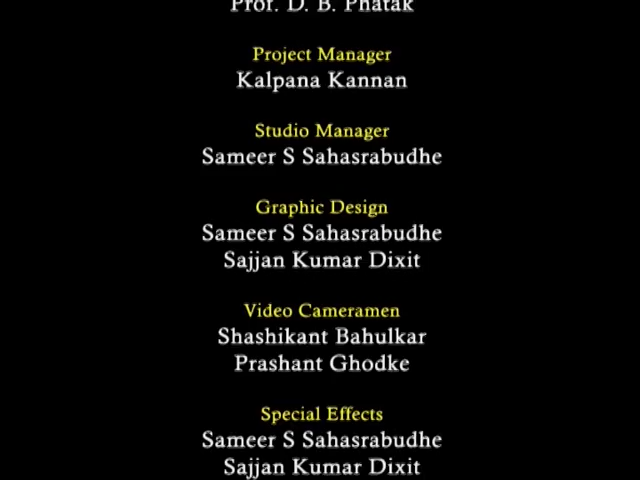 Prof. D. B. Phatak
Project Manager
Kalpana Kannan
Studio Manager
Sameer S Sahasrabudhe
Graphic Design
Sameer S Sahasrabudhe
Sajjan Kumar Dixit
Video Cameramen
Shashikant Bahulkar
Prashant Ghodke
Special Effects
Sameer S Sahasrabudhe
Sajjan Kumar Dixit